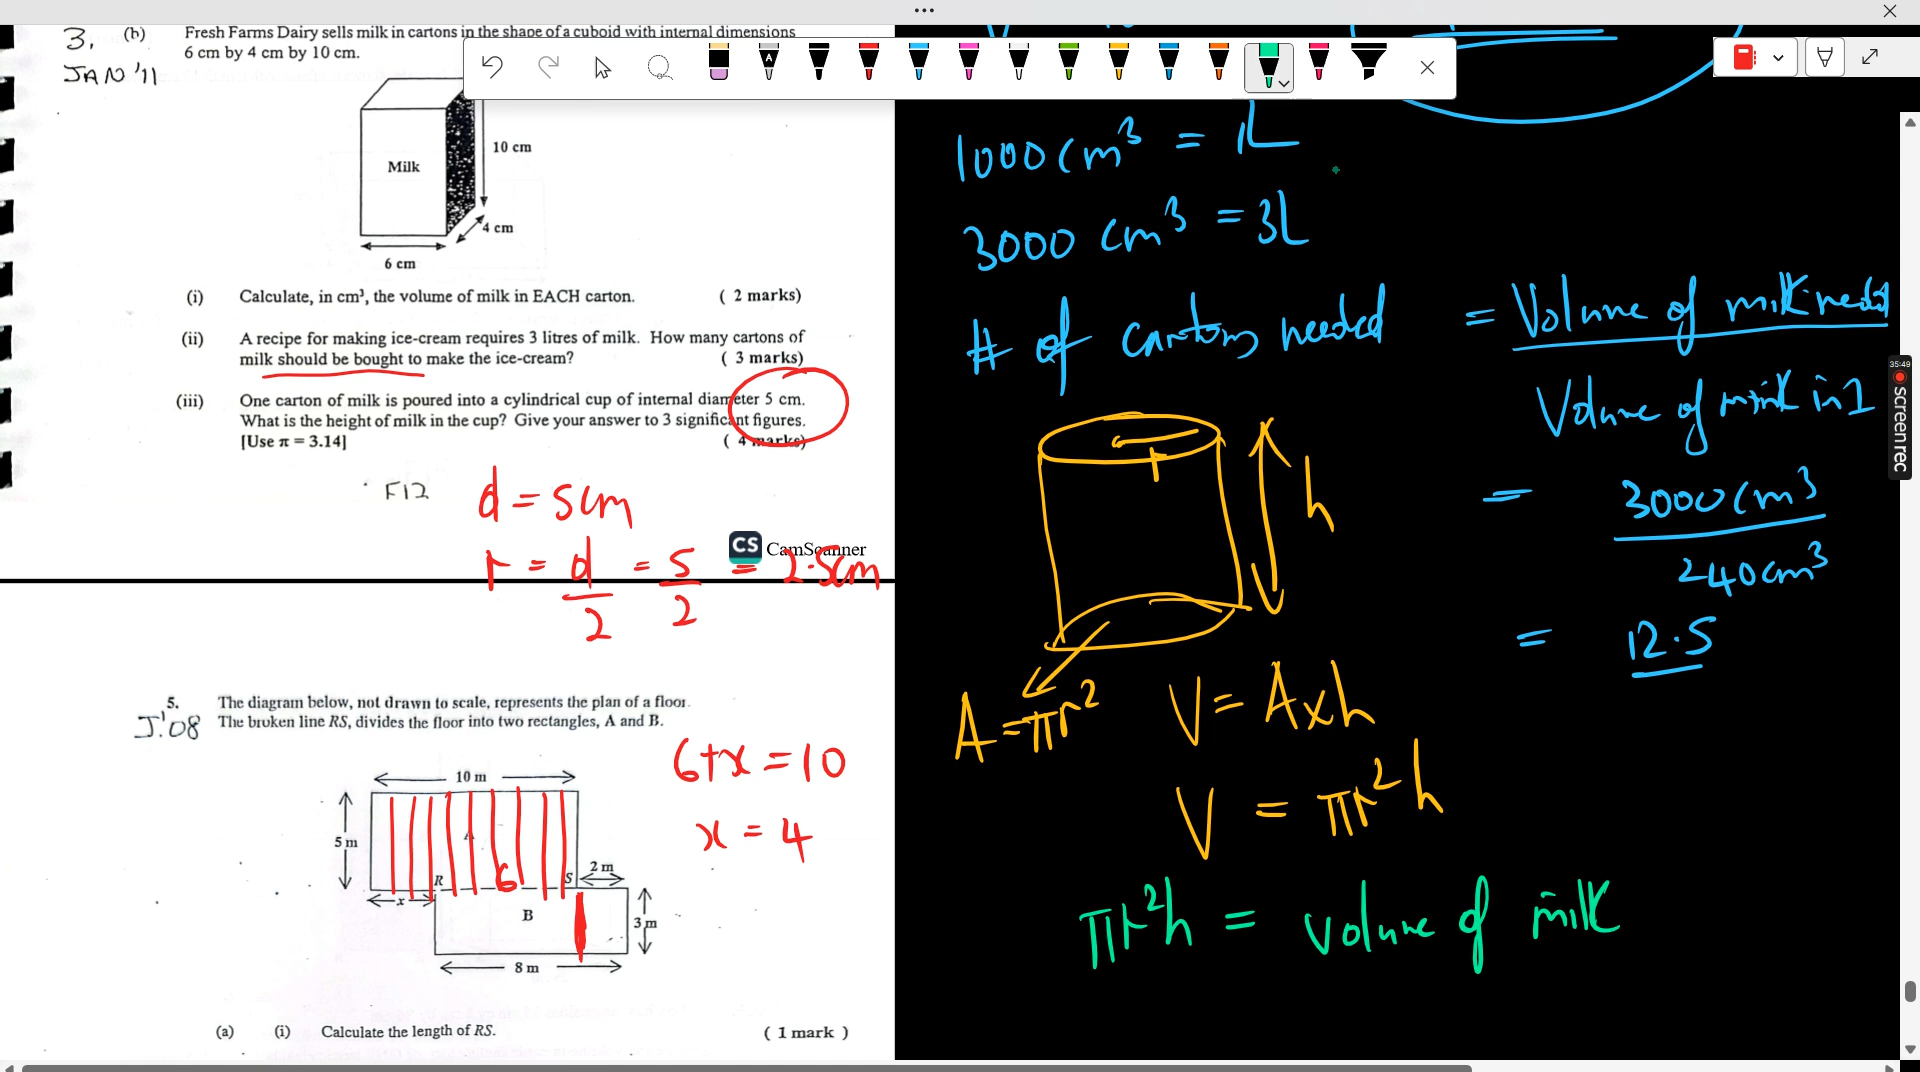 3. (b) Fresh Farms Dairy sells milk in cartons in the shape of a cuboid with internal dimensions
JAN '11 6 cm by 4 cm by 10 cm.
Milk
10 cm
4 cm
6 cm
(i) Calculate, in cm³, the volume of milk in EACH carton. ( 2 marks)
(ii) A recipe for making ice-cream requires 3 litres of milk. How many cartons of
milk should be bought to make the ice-cream? ( 3 marks)
(iii) One carton of milk is poured into a cylindrical cup of internal diameter 5 cm.
What is the height of milk in the cup? Give your answer to 3 significant figures.
[Use π = 3.14] ( 4 marks)
F12
d = 5cm
r = d/2 = 5/2 = 2.5cm
CS CamScanner
5. The diagram below, not drawn to scale, represents the plan of a floor.
J'08 The broken line RS, divides the floor into two rectangles, A and B.
10 m
5 m
A
R 6 S 2 m
x
B
3 m
8 m
6+x = 10
x = 4
(a) (i) Calculate the length of RS. ( 1 mark )
1000cm³ = 1L
3000 cm³ = 3L
# of cartons needed = Volume of milk needed
Volume of milk in 1
= 3000cm³
240cm³
= 12.5
r
h
A = πr² V = A x h
V = πr²h
πr²h = volume of milk
35:49
screenrec